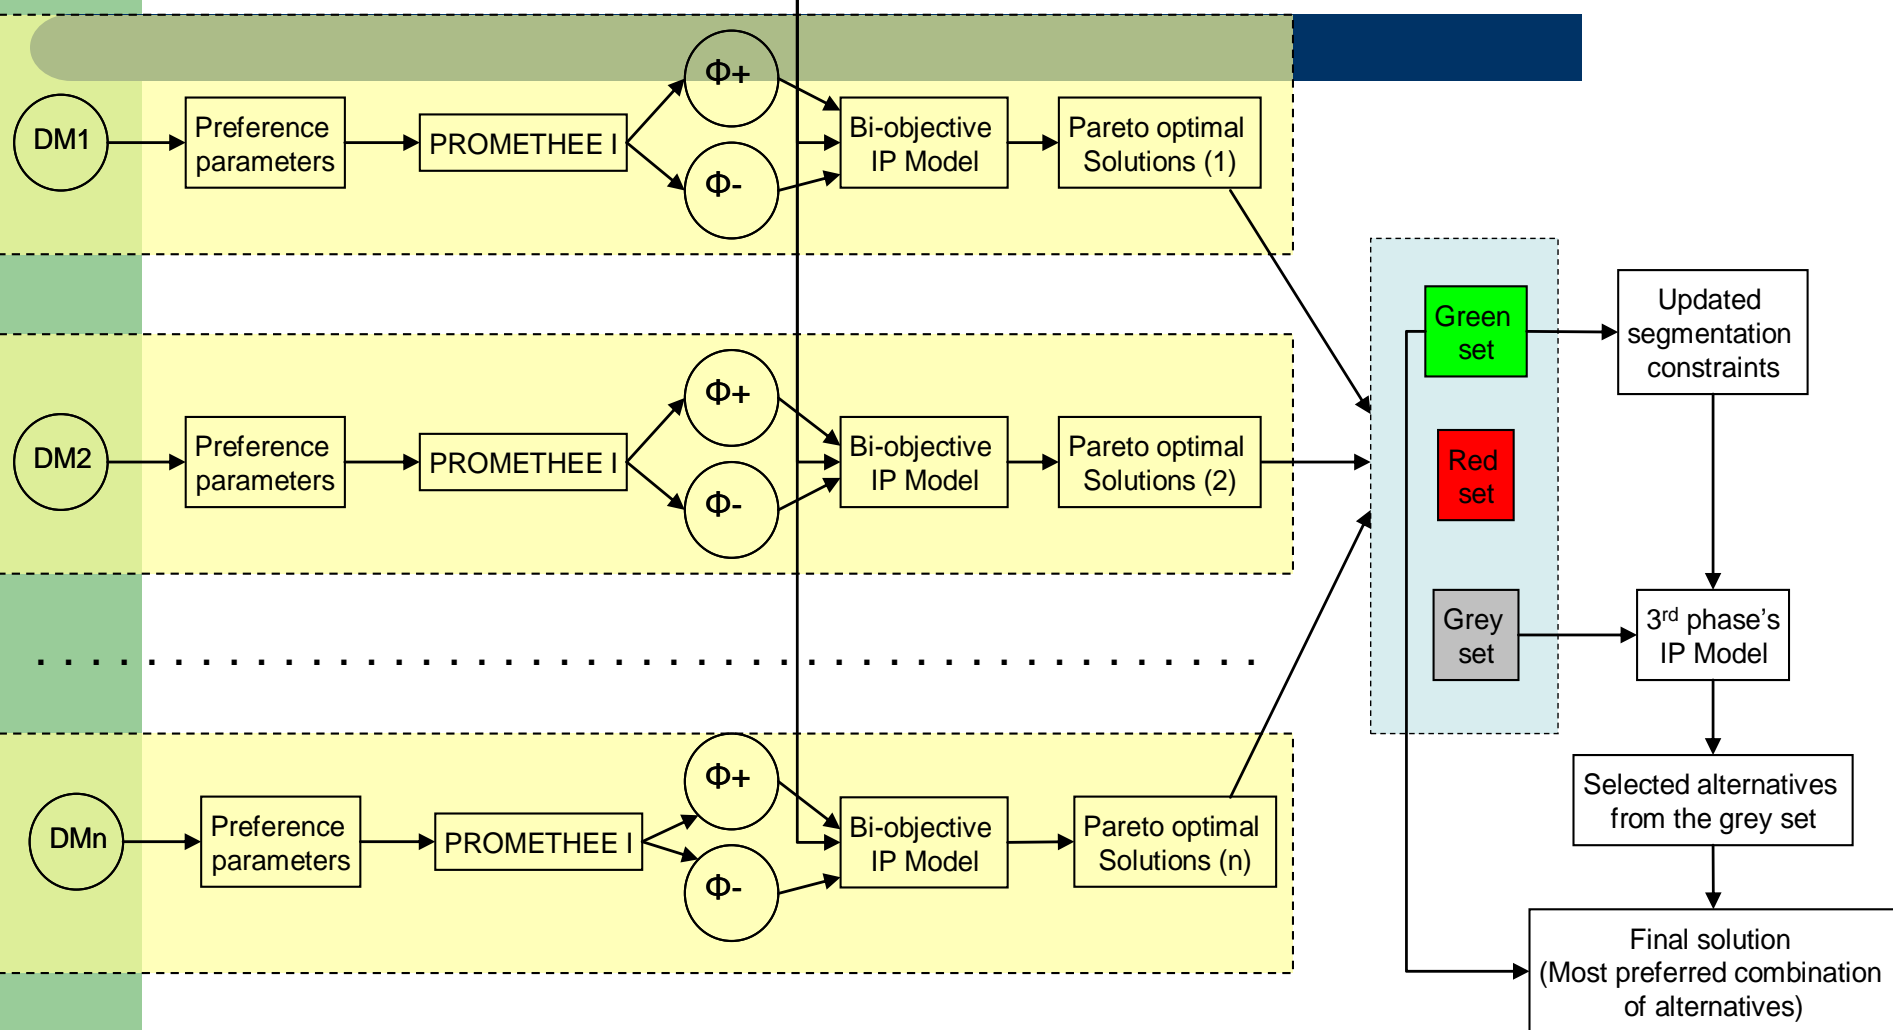 DM1
Preference
parameters
PROMETHEE I
Φ+
Φ-
Bi-objective
IP Model
Pareto optimal
Solutions (1)
DM2
Preference
parameters
PROMETHEE I
Φ+
Φ-
Bi-objective
IP Model
Pareto optimal
Solutions (2)
. . . . . . . . . . . . . . . . . . . . . . . . . . . . . . . . . . . . . . . . . . . . .
DMn
Preference
parameters
PROMETHEE I
Φ+
Φ-
Bi-objective
IP Model
Pareto optimal
Solutions (n)
Green
set
Red
set
Grey
set
Updated
segmentation
constraints
3rd phase’s
IP Model
Selected alternatives
from the grey set
Final solution
(Most preferred combination
of alternatives)